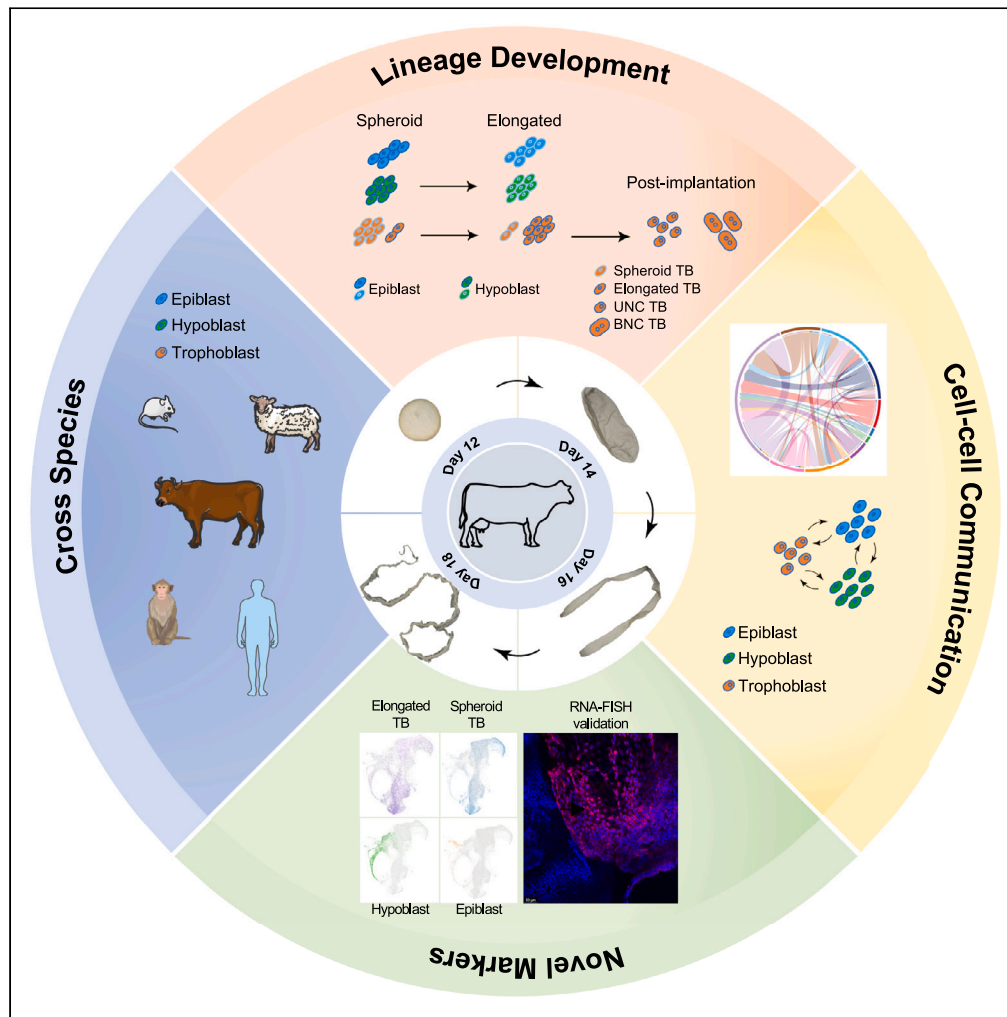 Lineage Development
Spheroid
Elongated
Post-implantation
Epiblast
Hypoblast
Spheroid TB
Elongated TB
UNC TB
BNC TB
Cross Species
Epiblast
Hypoblast
Trophoblast
Day 12
Day 14
Day 16
Day 18
Cell-cell Communication
Epiblast
Hypoblast
Trophoblast
Elongated
TB
Spheroid
TB
RNA-FISH
validation
Hypoblast
Epiblast
Novel Markers